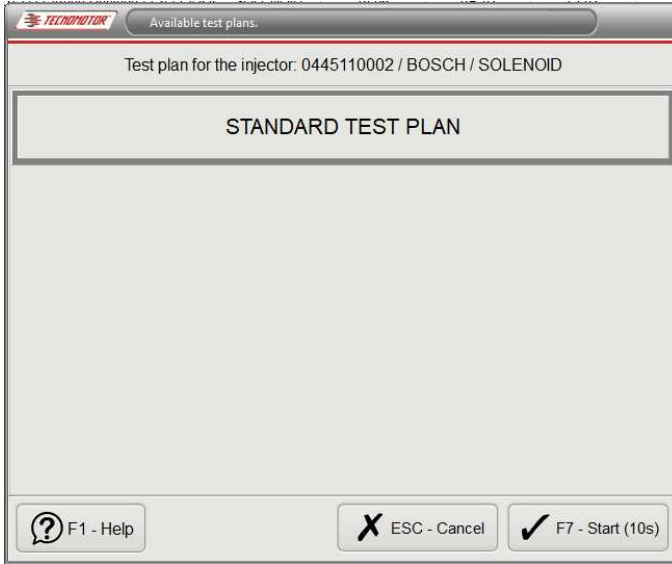 TECNOMOTOR
Available test plans.
Test plan for the injector: 0445110002 / BOSCH / SOLENOID
STANDARD TEST PLAN
F1 - Help
ESC - Cancel
F7 - Start (10s)